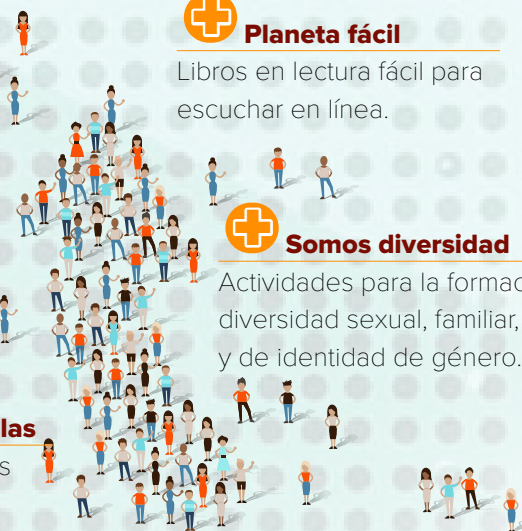 Planeta fácil
Libros en lectura fácil para
escuchar en línea.
Somos diversidad
Actividades para la formac
diversidad sexual, familiar,
y de identidad de género.
las
s